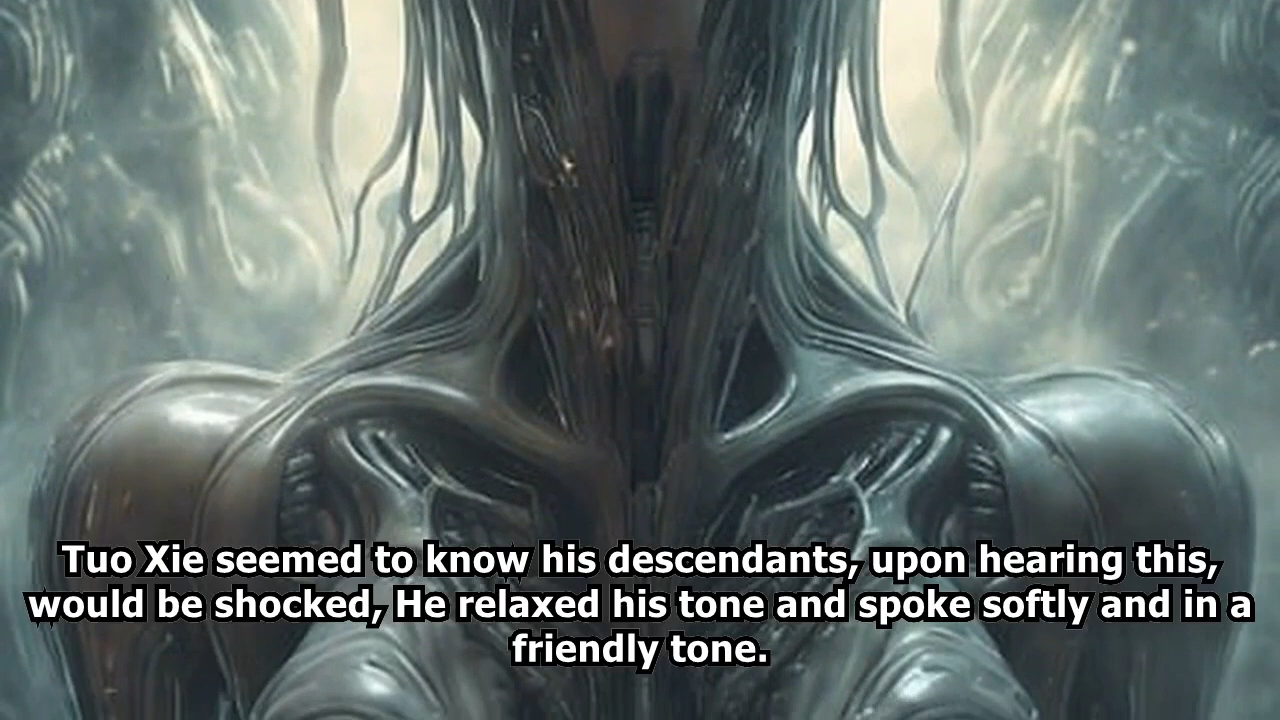 Tuo Xie seemed to know his descendants, upon hearing this,
would be shocked, He relaxed his tone and spoke softly and in a
friendly tone.